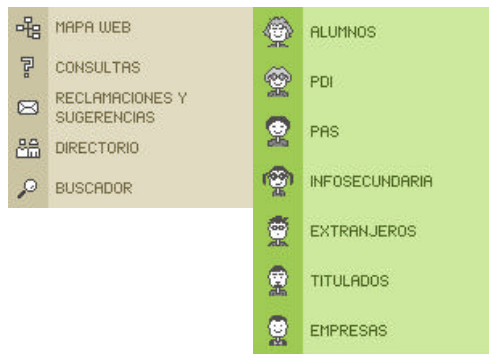 MAPA WEB
CONSULTAS
RECLAMACIONES Y
SUGERENCIAS
DIRECTORIO
BUSCADOR
ALUMNOS
PDI
PAS
INFOSECUNDARIA
EXTRANJEROS
TITULADOS
EMPRESAS